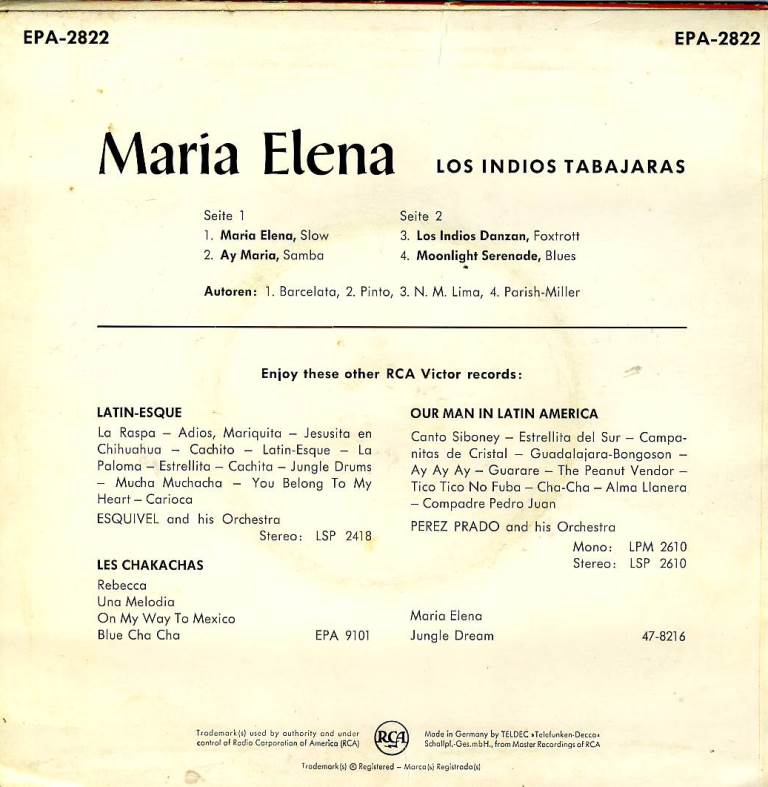 EPA-2822
EPA-2822
Maria Elena LOS INDIOS TABAJARAS
Seite 1
1. Maria Elena, Slow
2. Ay Maria, Samba
Seite 2
3. Los Indios Danzan, Foxtrott
4. Moonlight Serenade, Blues
Autoren: 1. Barcelata, 2. Pinto, 3. N. M. Lima, 4. Parish-Miller
Enjoy these other RCA Victor records:
LATIN-ESQUE
La Raspa – Adios, Mariquita – Jesusita en
Chihuahua – Cachito – Latin-Esque – La
Paloma – Estrellita – Cachita – Jungle Drums
– Mucha Muchacha – You Belong To My
Heart – Carioca
ESQUIVEL and his Orchestra
Stereo: LSP 2418
LES CHAKACHAS
Rebecca
Una Melodia
On My Way To Mexico
Blue Cha Cha EPA 9101
OUR MAN IN LATIN AMERICA
Canto Siboney – Estrellita del Sur – Campa-
nitas de Cristal – Guadalajara-Bongoson –
Ay Ay Ay – Guarare – The Peanut Vendor –
Tico Tico No Fuba – Cha-Cha – Alma Llanera
– Compadre Pedro Juan
PEREZ PRADO and his Orchestra
Mono: LPM 2610
Stereo: LSP 2610
Maria Elena
Jungle Dream 47-8216
Trademark(s) used by authority and under
control of Radio Corporation of America (RCA)
RCA
Made in Germany by TELDEC »Telefunken-Decca«
Schallpl.-Ges.mbH., from Master Recordings of RCA
Trademark(s) ® Registered – Marca(s) Registrada(s)